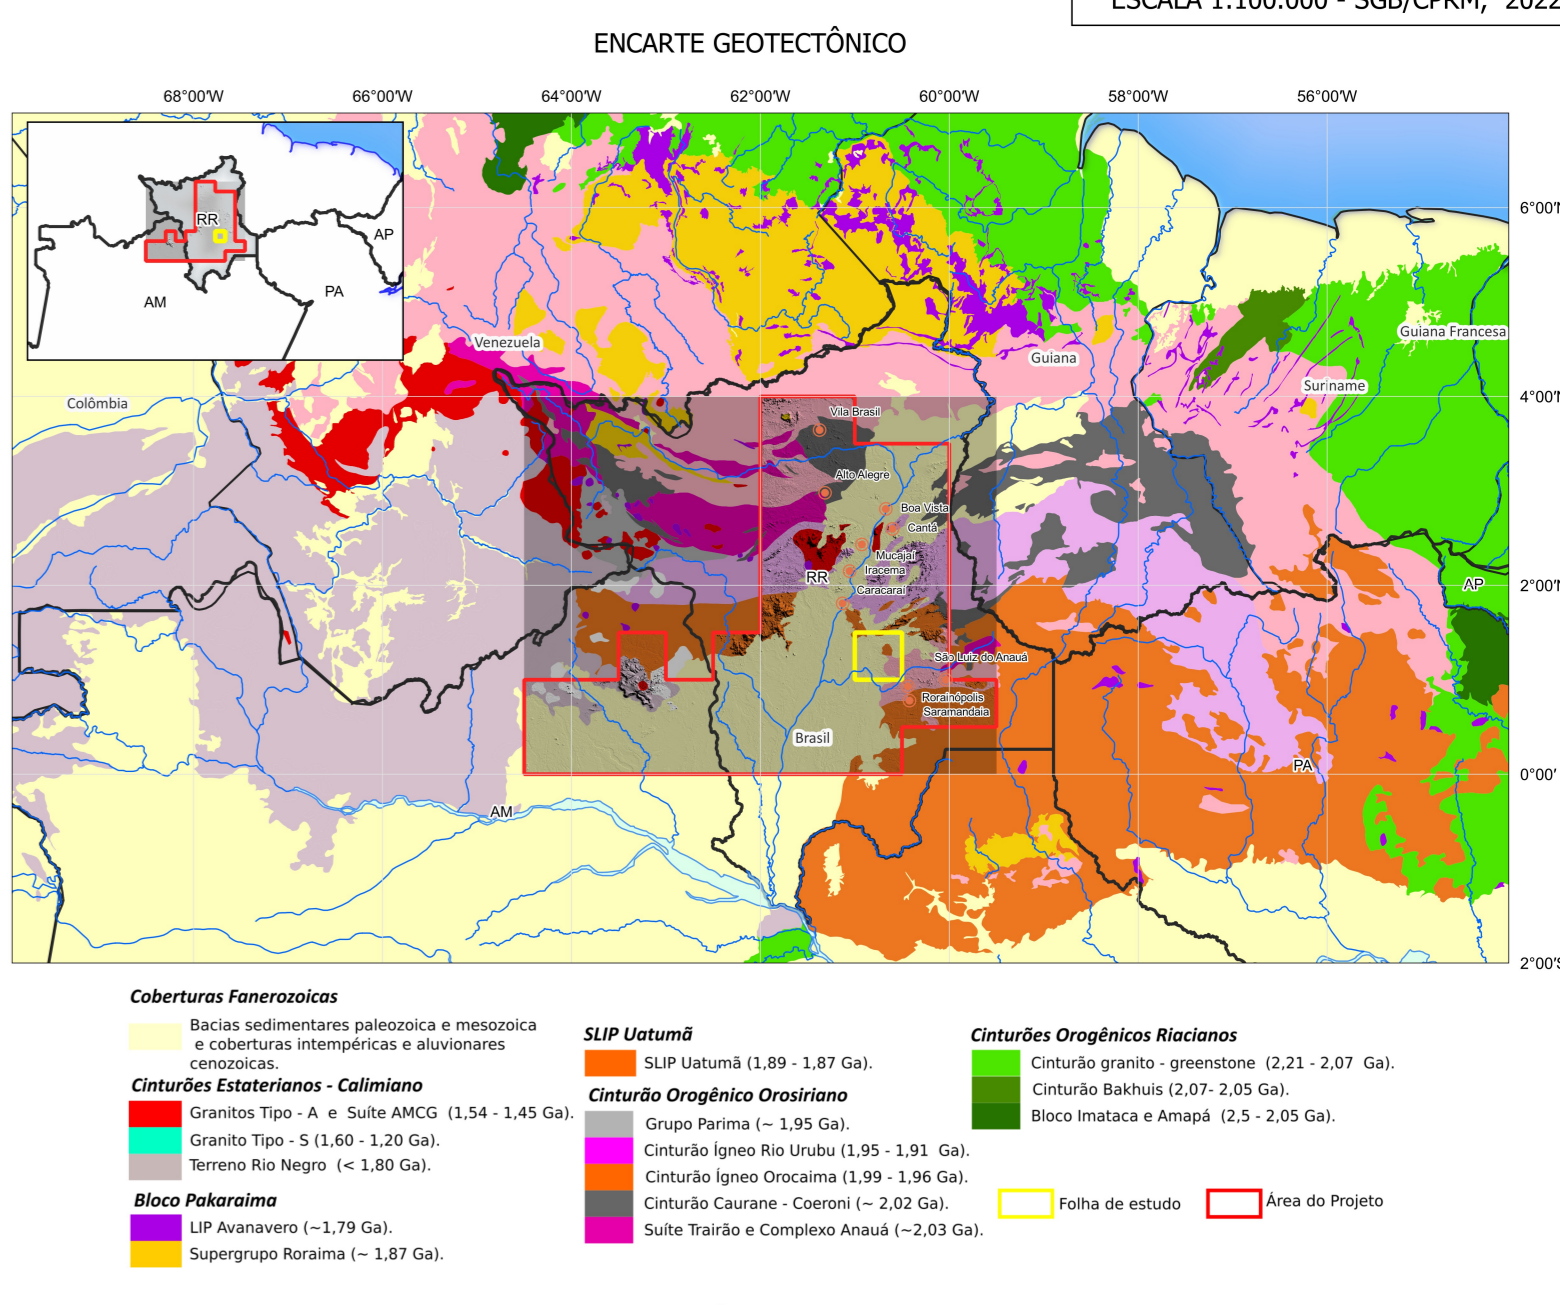 ESCALA 1:100.000 - SGB/CPRM, 2022
ENCARTE GEOTECTÔNICO
68°00'W 66°00'W 64°00'W 62°00'W 60°00'W 58°00'W 56°00'W
6°00'N
4°00'N
2°00'N
0°00'
2°00'S
RR
AP
AM
PA
Venezuela
Colômbia
Guiana
Suriname
Guiana Francesa
Vila Brasil
Alto Alegre
Boa Vista
Cantá
Mucajaí
Iracema
RR
Caracaraí
AP
São Luiz do Anauá
Rorainópolis
Saramandaia
Brasil
PA
AM
Coberturas Fanerozoicas
Bacias sedimentares paleozoica e mesozoica
e coberturas intempéricas e aluvionares
cenozoicas.
Cinturões Estaterianos - Calimiano
Granitos Tipo - A e Suíte AMCG (1,54 - 1,45 Ga).
Granito Tipo - S (1,60 - 1,20 Ga).
Terreno Rio Negro (< 1,80 Ga).
Bloco Pakaraima
LIP Avanavero (~1,79 Ga).
Supergrupo Roraima (~ 1,87 Ga).
SLIP Uatumã
SLIP Uatumã (1,89 - 1,87 Ga).
Cinturão Orogênico Orosiriano
Grupo Parima (~ 1,95 Ga).
Cinturão Ígneo Rio Urubu (1,95 - 1,91 Ga).
Cinturão Ígneo Orocaima (1,99 - 1,96 Ga).
Cinturão Caurane - Coeroni (~ 2,02 Ga).
Suíte Trairão e Complexo Anauá (~2,03 Ga).
Cinturões Orogênicos Riacianos
Cinturão granito - greenstone (2,21 - 2,07 Ga).
Cinturão Bakhuis (2,07- 2,05 Ga).
Bloco Imataca e Amapá (2,5 - 2,05 Ga).
Folha de estudo
Área do Projeto